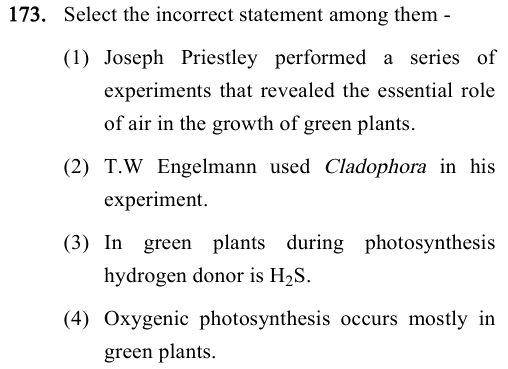 173. Select the incorrect statement among them -
(1) Joseph Priestley performed a series of
experiments that revealed the essential role
of air in the growth of green plants.
(2) T.W Engelmann used Cladophora in his
experiment.
(3) In green plants during photosynthesis
hydrogen donor is H₂S.
(4) Oxygenic photosynthesis occurs mostly in
green plants.